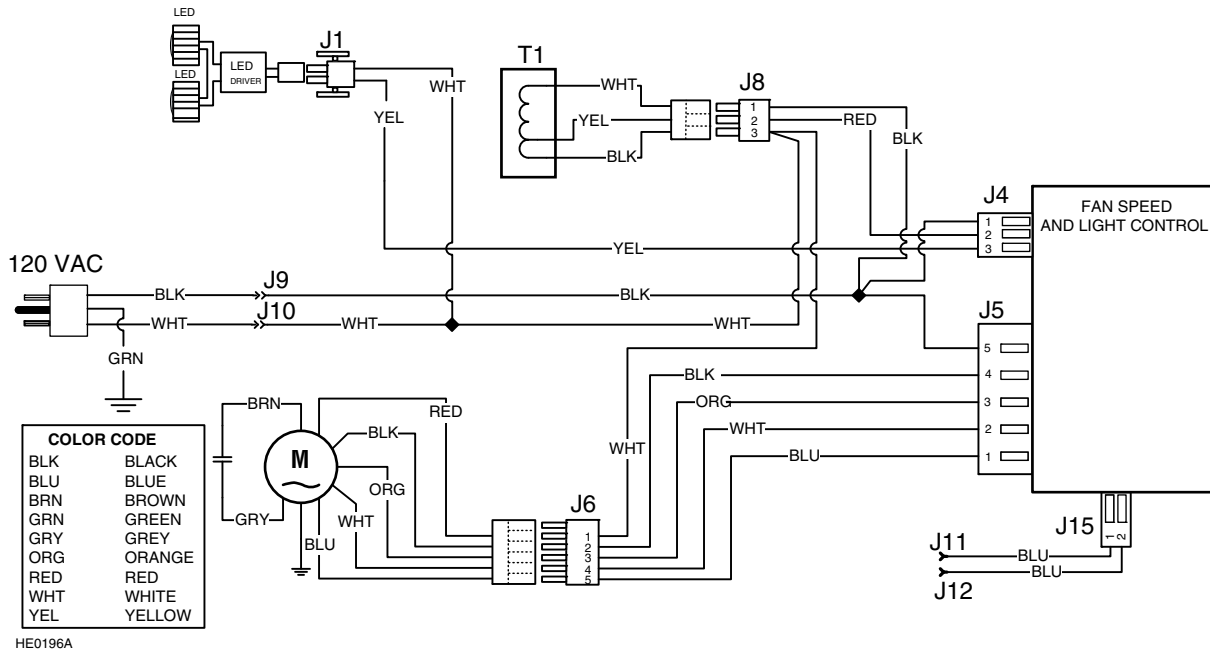 LED
LED
LED
DRIVER
J1
WHT
YEL
T1
WHT
YEL
BLK
J8
1
2
3
RED
BLK
J4
1
2
3
FAN SPEED
AND LIGHT CONTROL
YEL
120 VAC
BLK
J9
BLK
WHT
J10
WHT
WHT
GRN
J5
5
4
3
2
1
BLK
ORG
WHT
BLU
WHT
BRN
RED
BLK
M
ORG
GRY
WHT
BLU
J6
1
2
3
4
5
J15
1
2
J11
BLU
J12
BLU
COLOR CODE
BLK BLACK
BLU BLUE
BRN BROWN
GRN GREEN
GRY GREY
ORG ORANGE
RED RED
WHT WHITE
YEL YELLOW
HE0196A